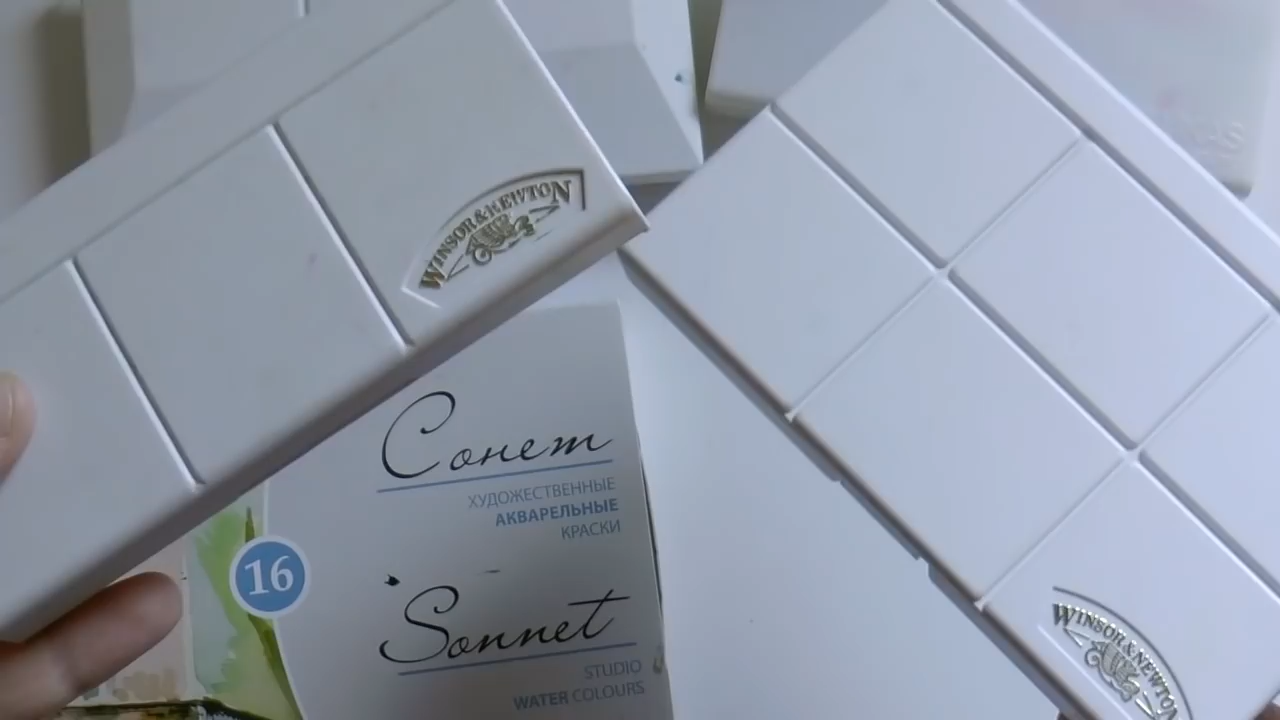 WINSOR & NEWTON
Сонет
ХУДОЖЕСТВЕННЫЕ
АКВАРЕЛЬНЫЕ
КРАСКИ
16
Sonnet
STUDIO
WATER COLOURS
WINSOR & NEWTON